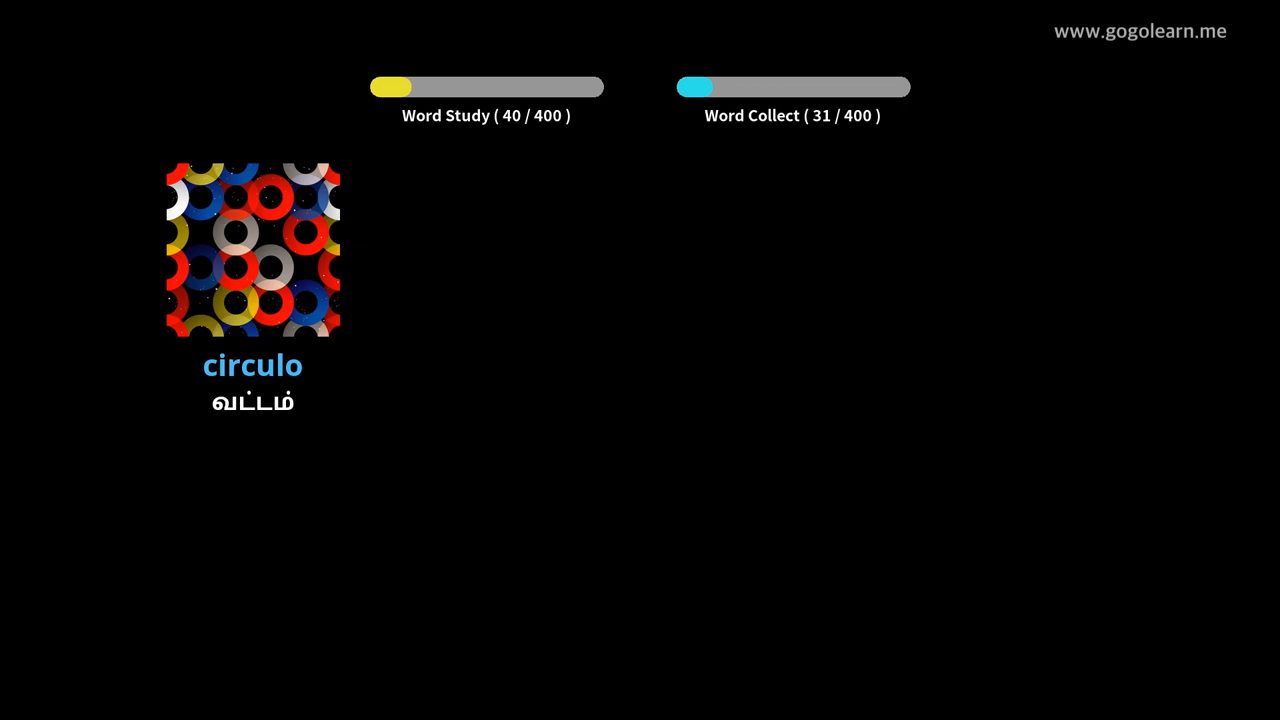 www.gogolearn.me
Word Study ( 40 / 400 )
Word Collect ( 31 / 400 )
circulo
வட்டம்